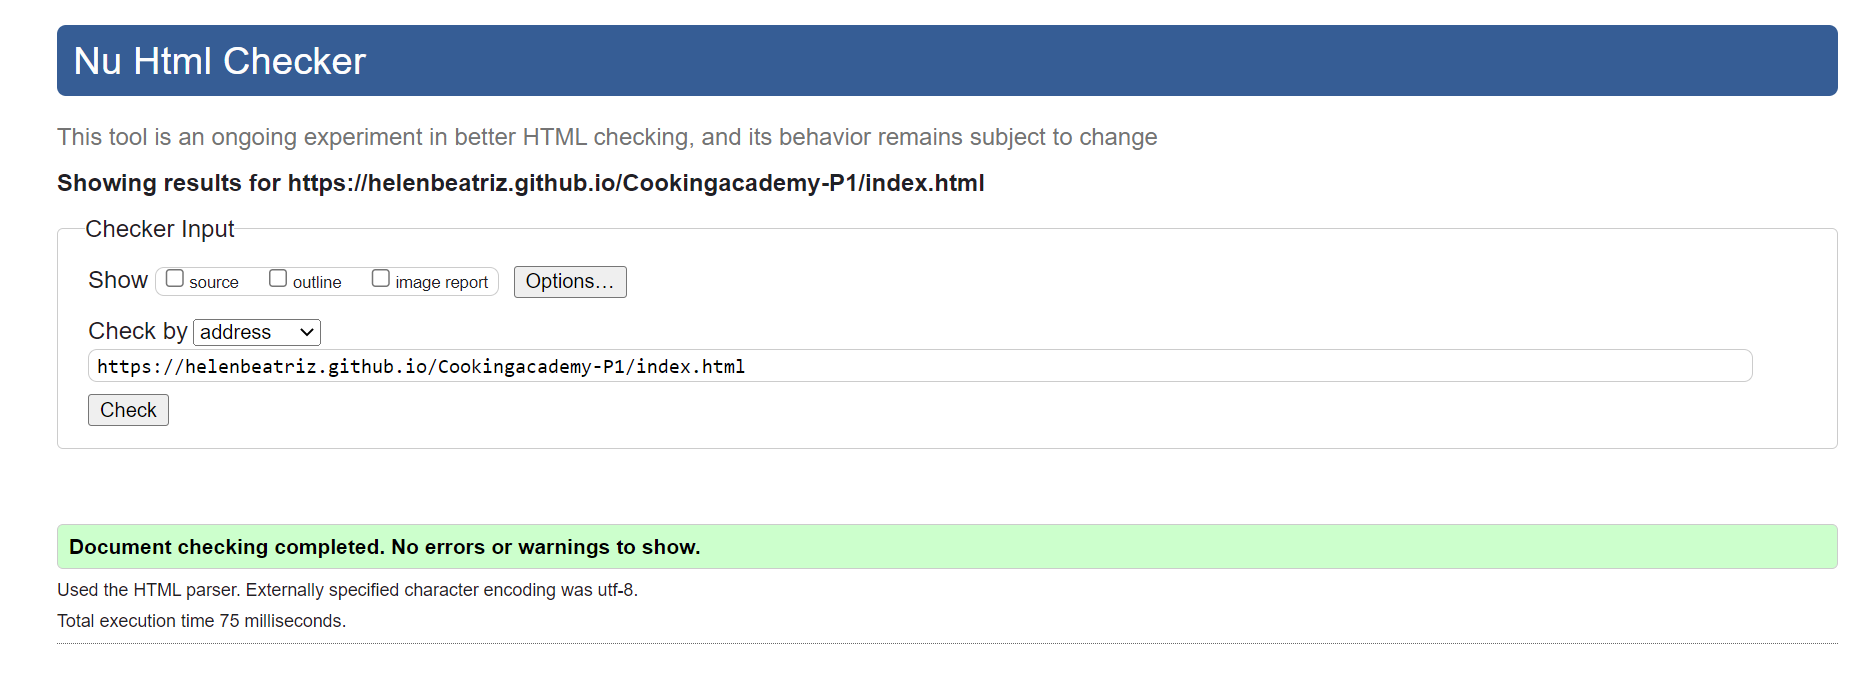 Nu Html Checker
This tool is an ongoing experiment in better HTML checking, and its behavior remains subject to change
Showing results for https://helenbeatriz.github.io/Cookingacademy-P1/index.html
Checker Input
Show source outline image report Options…
Check by address
https://helenbeatriz.github.io/Cookingacademy-P1/index.html
Check
Document checking completed. No errors or warnings to show.
Used the HTML parser. Externally specified character encoding was utf-8.
Total execution time 75 milliseconds.